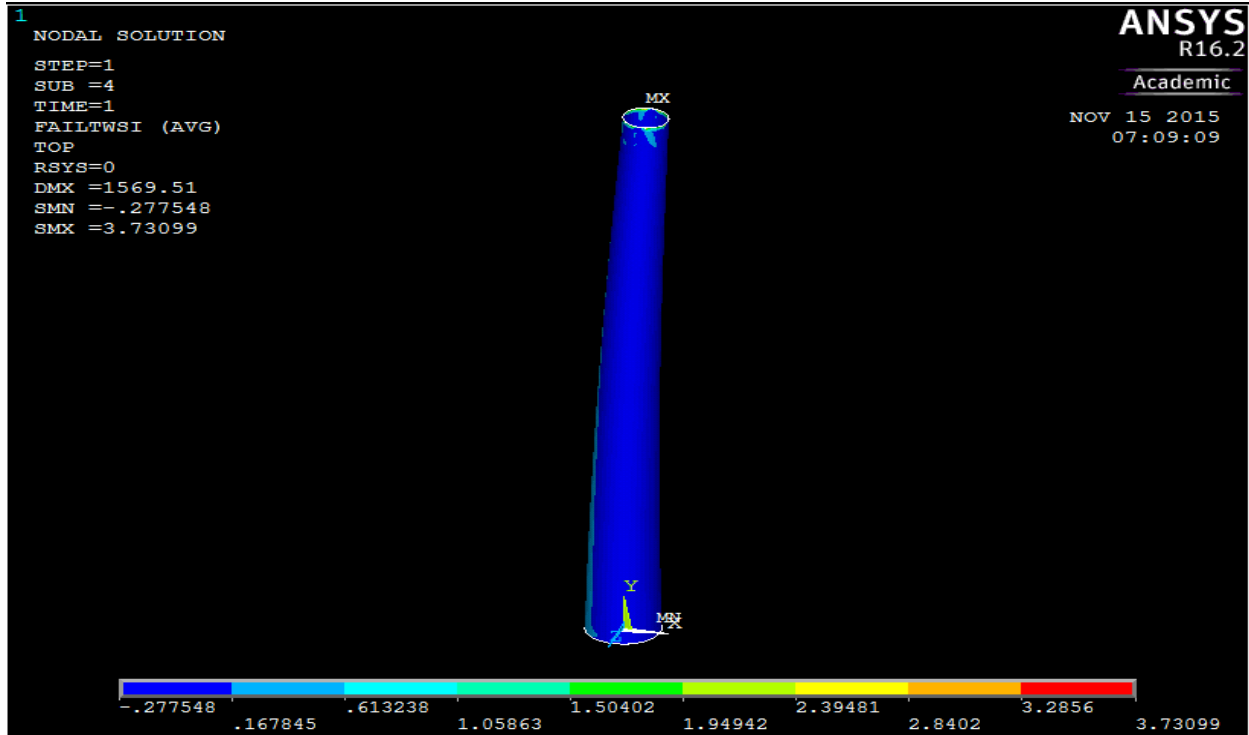 1
NODAL SOLUTION
STEP=1
SUB =4
TIME=1
FAILTWSI (AVG)
TOP
RSYS=0
DMX =1569.51
SMN =-.277548
SMX =3.73099
ANSYS
R16.2
Academic
NOV 15 2015
07:09:09
MX
Y
MN
X
Z
-.277548 .613238 1.50402 2.39481 3.2856
.167845 1.05863 1.94942 2.8402 3.73099